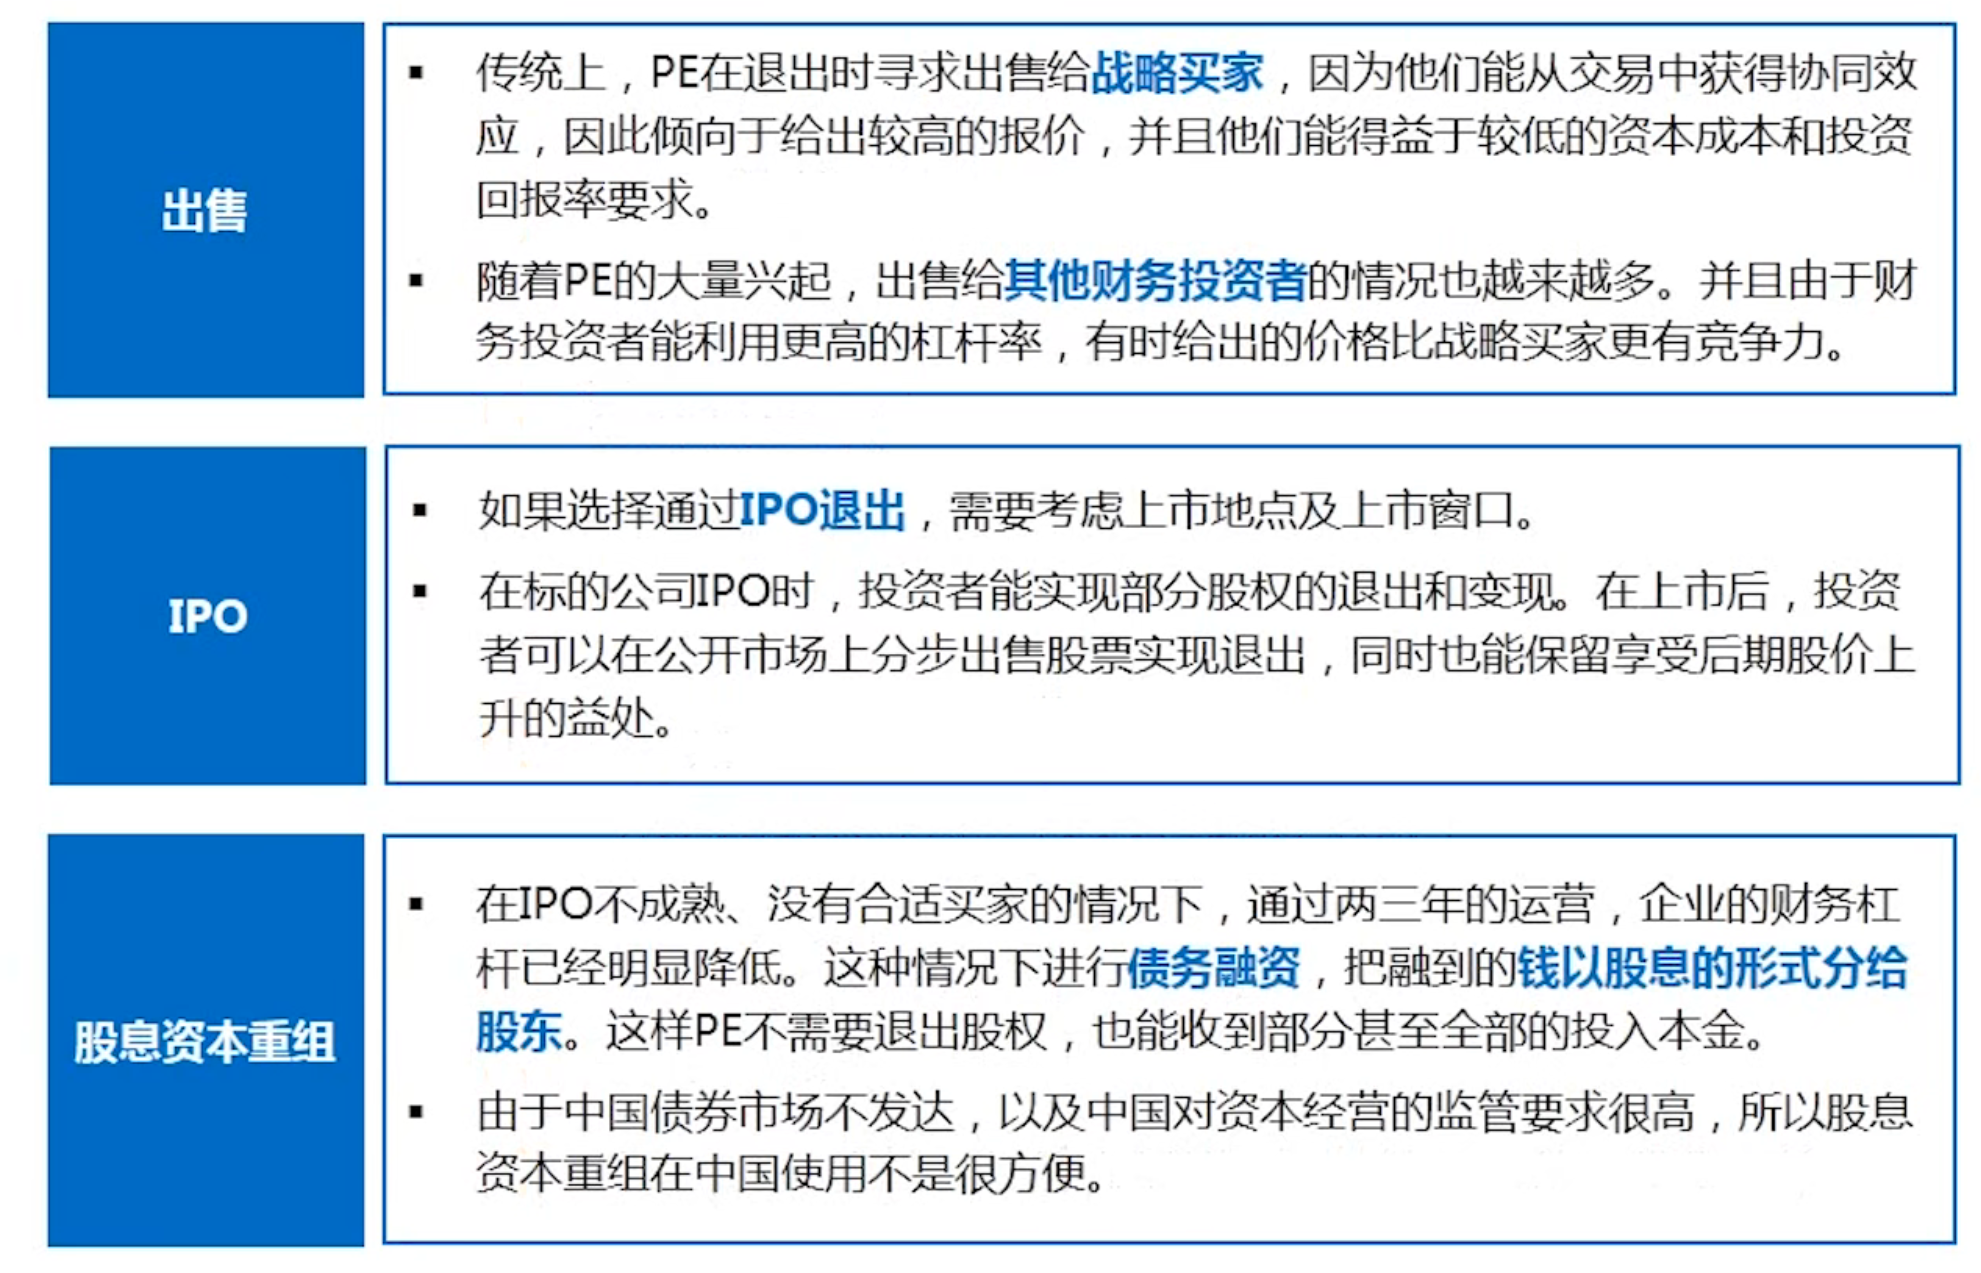 出售
▪ 传统上，PE在退出时寻求出售给战略买家，因为他们能从交易中获得协同效
应，因此倾向于给出较高的报价，并且他们能得益于较低的资本成本和投资
回报率要求。
▪ 随着PE的大量兴起，出售给其他财务投资者的情况也越来越多。并且由于财
务投资者能利用更高的杠杆率，有时给出的价格比战略买家更有竞争力。
IPO
▪ 如果选择通过IPO退出，需要考虑上市地点及上市窗口。
▪ 在标的公司IPO时，投资者能实现部分股权的退出和变现。在上市后，投资
者可以在公开市场上分步出售股票实现退出，同时也能保留享受后期股价上
升的益处。
股息资本重组
▪ 在IPO不成熟、没有合适买家的情况下，通过两三年的运营，企业的财务杠
杆已经明显降低。这种情况下进行债务融资，把融到的钱以股息的形式分给
股东。这样PE不需要退出股权，也能收到部分甚至全部的投入本金。
▪ 由于中国债券市场不发达，以及中国对资本经营的监管要求很高，所以股息
资本重组在中国使用不是很方便。